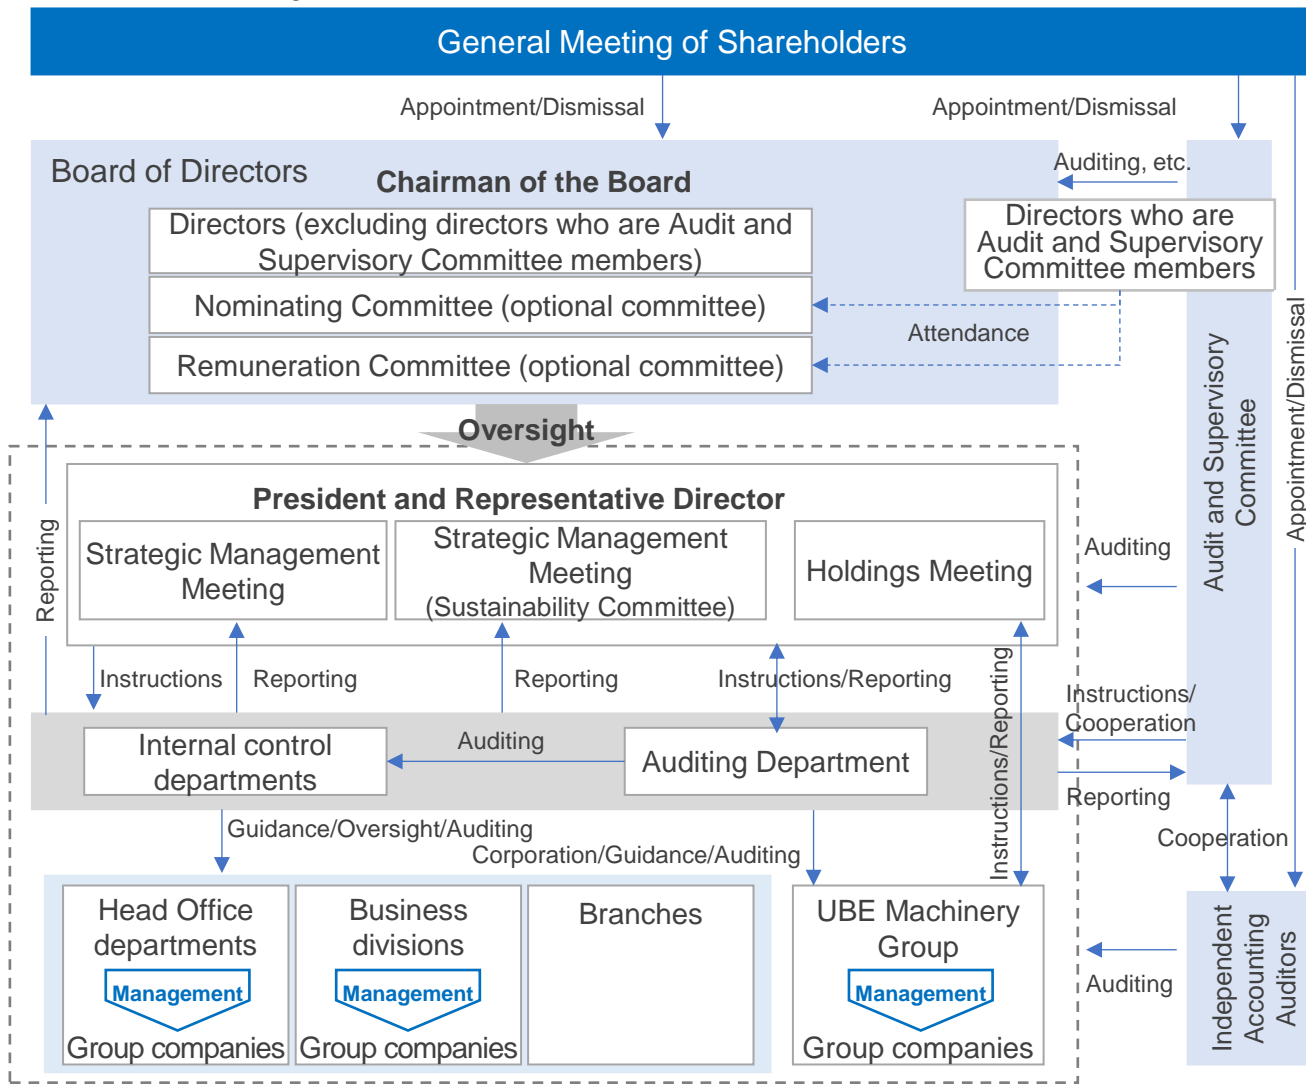 General Meeting of Shareholders
Appointment/Dismissal
Appointment/Dismissal
Board of Directors
Chairman of the Board
Auditing, etc.
Directors (excluding directors who are Audit and
Supervisory Committee members)
Directors who are
Audit and Supervisory
Committee members
Nominating Committee (optional committee)
Attendance
Remuneration Committee (optional committee)
Appointment/Dismissal
Audit and Supervisory
Committee
Oversight
Reporting
President and Representative Director
Strategic Management
Meeting
Strategic Management
Meeting
(Sustainability Committee)
Holdings Meeting
Auditing
Instructions
Reporting
Reporting
Instructions/Reporting
Instructions/Reporting
Instructions/
Cooperation
Internal control
departments
Auditing
Auditing Department
Reporting
Guidance/Oversight/Auditing
Corporation/Guidance/Auditing
Cooperation
Head Office
departments
Management
Group companies
Business
divisions
Management
Group companies
Branches
UBE Machinery
Group
Management
Group companies
Auditing
Independent
Accounting
Auditors